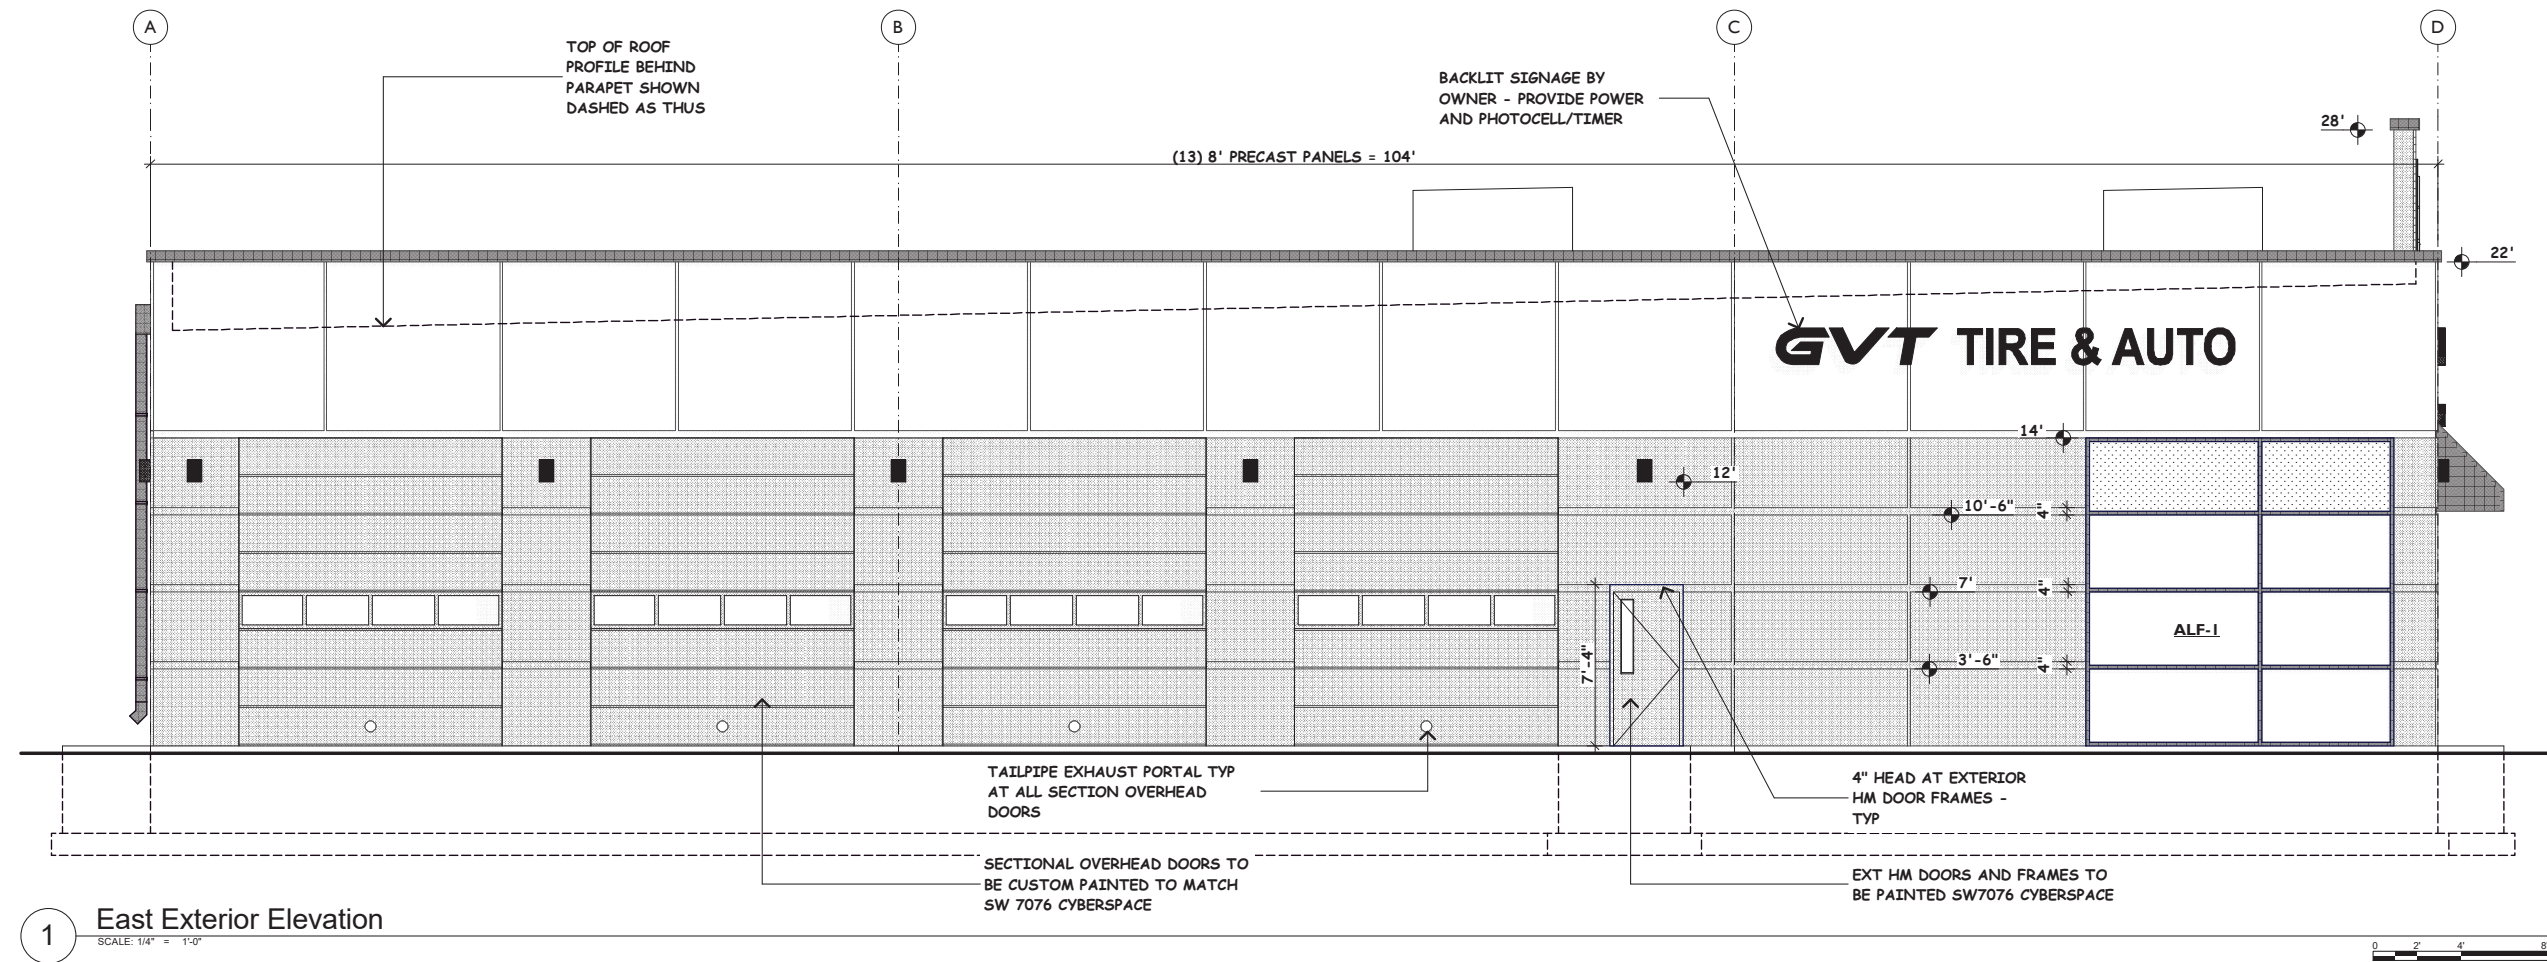 A
B
C
D
TOP OF ROOF
PROFILE BEHIND
PARAPET SHOWN
DASHED AS THUS
BACKLIT SIGNAGE BY
OWNER - PROVIDE POWER
AND PHOTOCELL/TIMER
28'
(13) 8' PRECAST PANELS = 104'
22'
GVT TIRE & AUTO
14'
12'
10'-6"
4"
7'
4"
ALF-1
3'-6"
4"
7'-4"
TAILPIPE EXHAUST PORTAL TYP
AT ALL SECTION OVERHEAD
DOORS
4" HEAD AT EXTERIOR
HM DOOR FRAMES -
TYP
SECTIONAL OVERHEAD DOORS TO
BE CUSTOM PAINTED TO MATCH
SW 7076 CYBERSPACE
EXT HM DOORS AND FRAMES TO
BE PAINTED SW7076 CYBERSPACE
1
East Exterior Elevation
SCALE: 1/4" = 1'-0"
0 2' 4' 8'